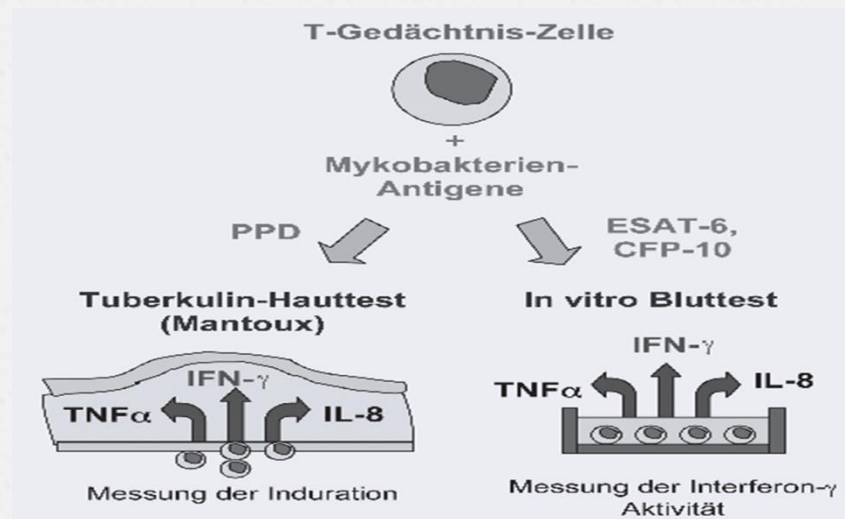 T-Gedächtnis-Zelle
+
Mykobakterien-
Antigene
PPD
ESAT-6,
CFP-10
Tuberkulin-Hauttest
(Mantoux)
IFN-γ
TNFα
IL-8
Messung der Induration
In vitro Bluttest
IFN-γ
TNFα
IL-8
Messung der Interferon-γ
Aktivität